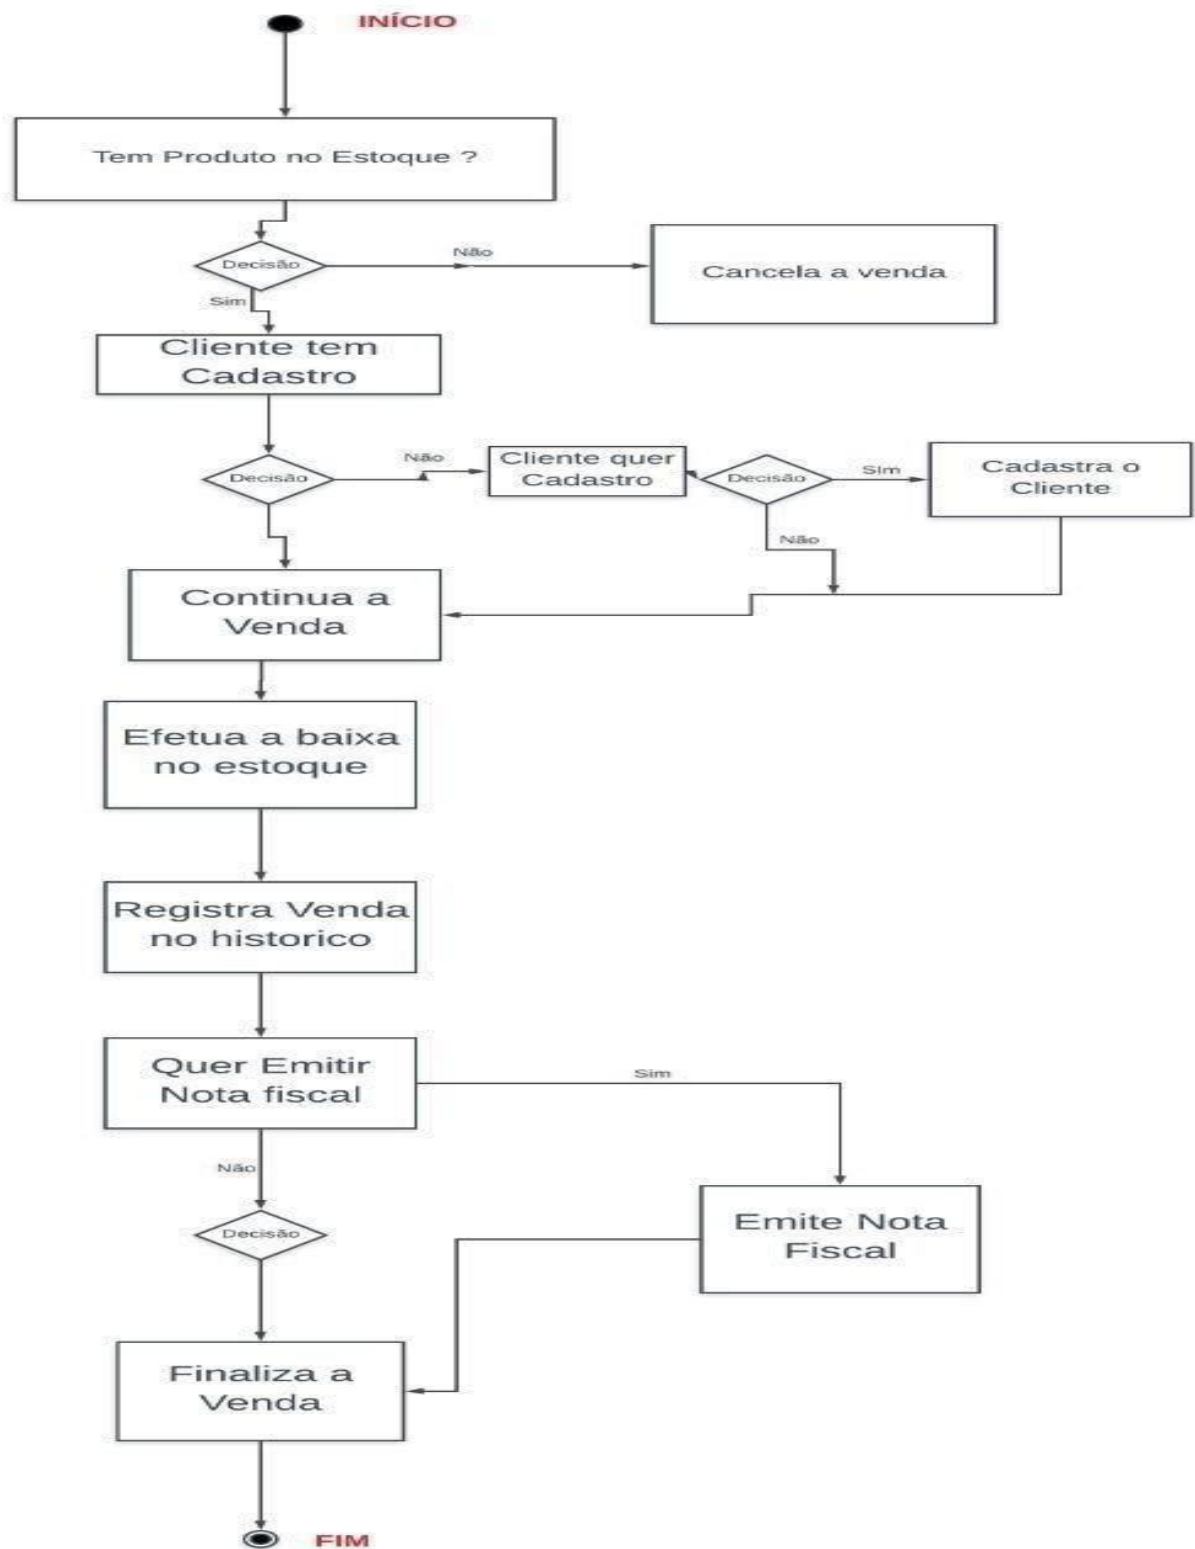 INÍCIO
Tem Produto no Estoque ?
Decisão
Não
Cancela a venda
Sim
Cliente tem
Cadastro
Decisão
Não
Cliente quer
Cadastro
Decisão
SIm
Cadastra o
Cliente
Não
Continua a
Venda
Efetua a baixa
no estoque
Registra Venda
no historico
Quer Emitir
Nota fiscal
Sim
Não
Decisão
Emite Nota
Fiscal
Finaliza a
Venda
FIM